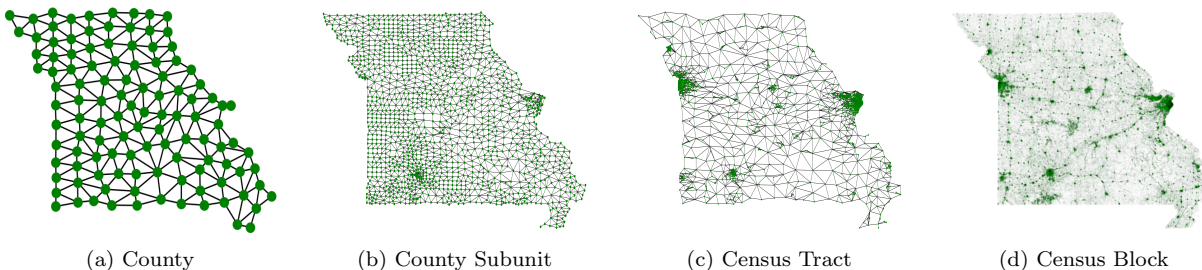 (a) County
(b) County Subunit
(c) Census Tract
(d) Census Block